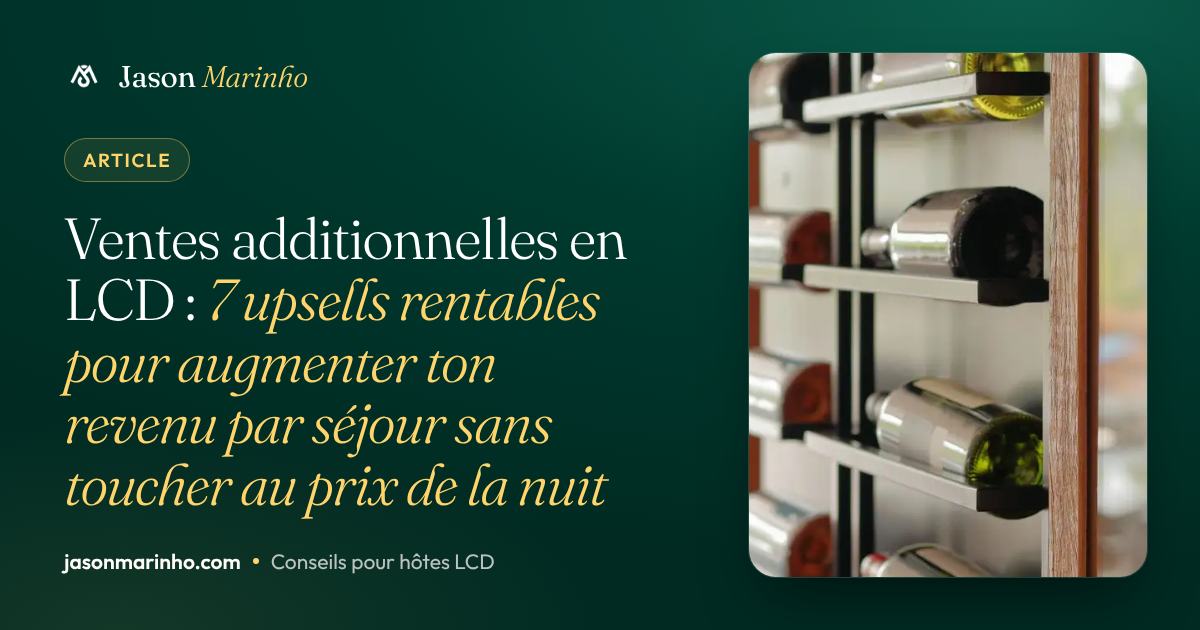 Jason Marinho
ARTICLE
Ventes additionnelles en
LCD : 7 upsells rentables
pour augmenter ton
revenu par séjour sans
toucher au prix de la nuit
jasonmarinho.com • Conseils pour hôtes LCD